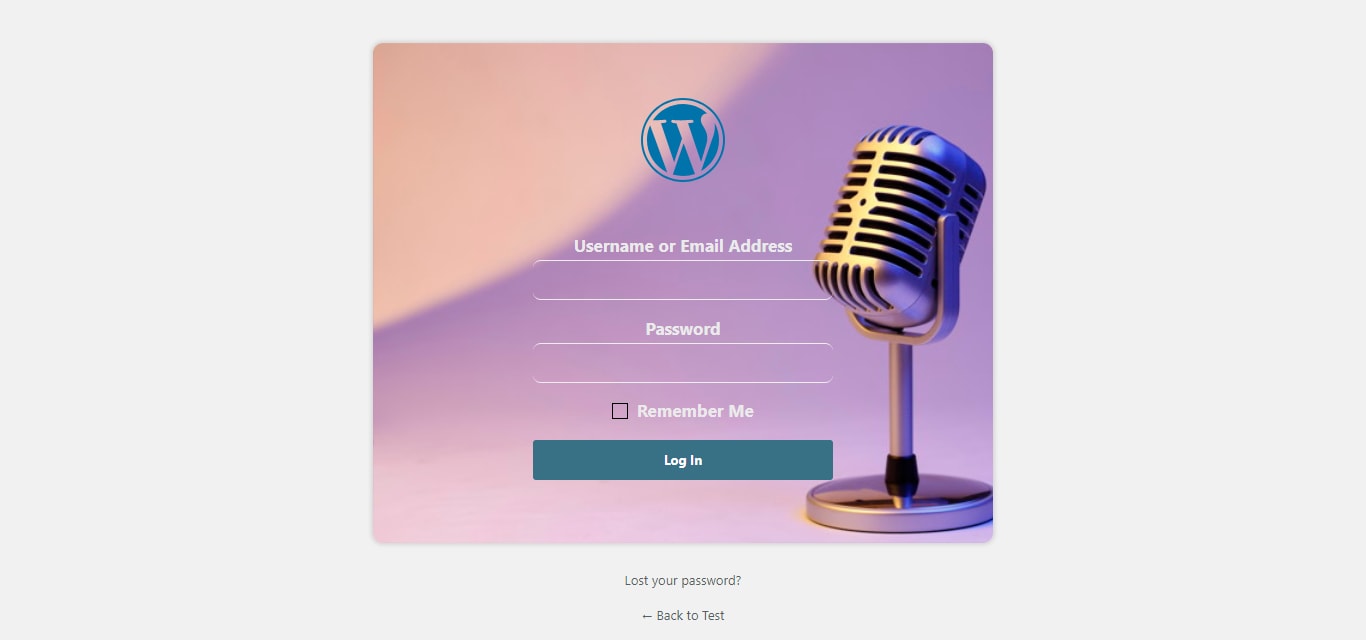 Username or Email Address
Password
Remember Me
Log In
Lost your password?
← Back to Test